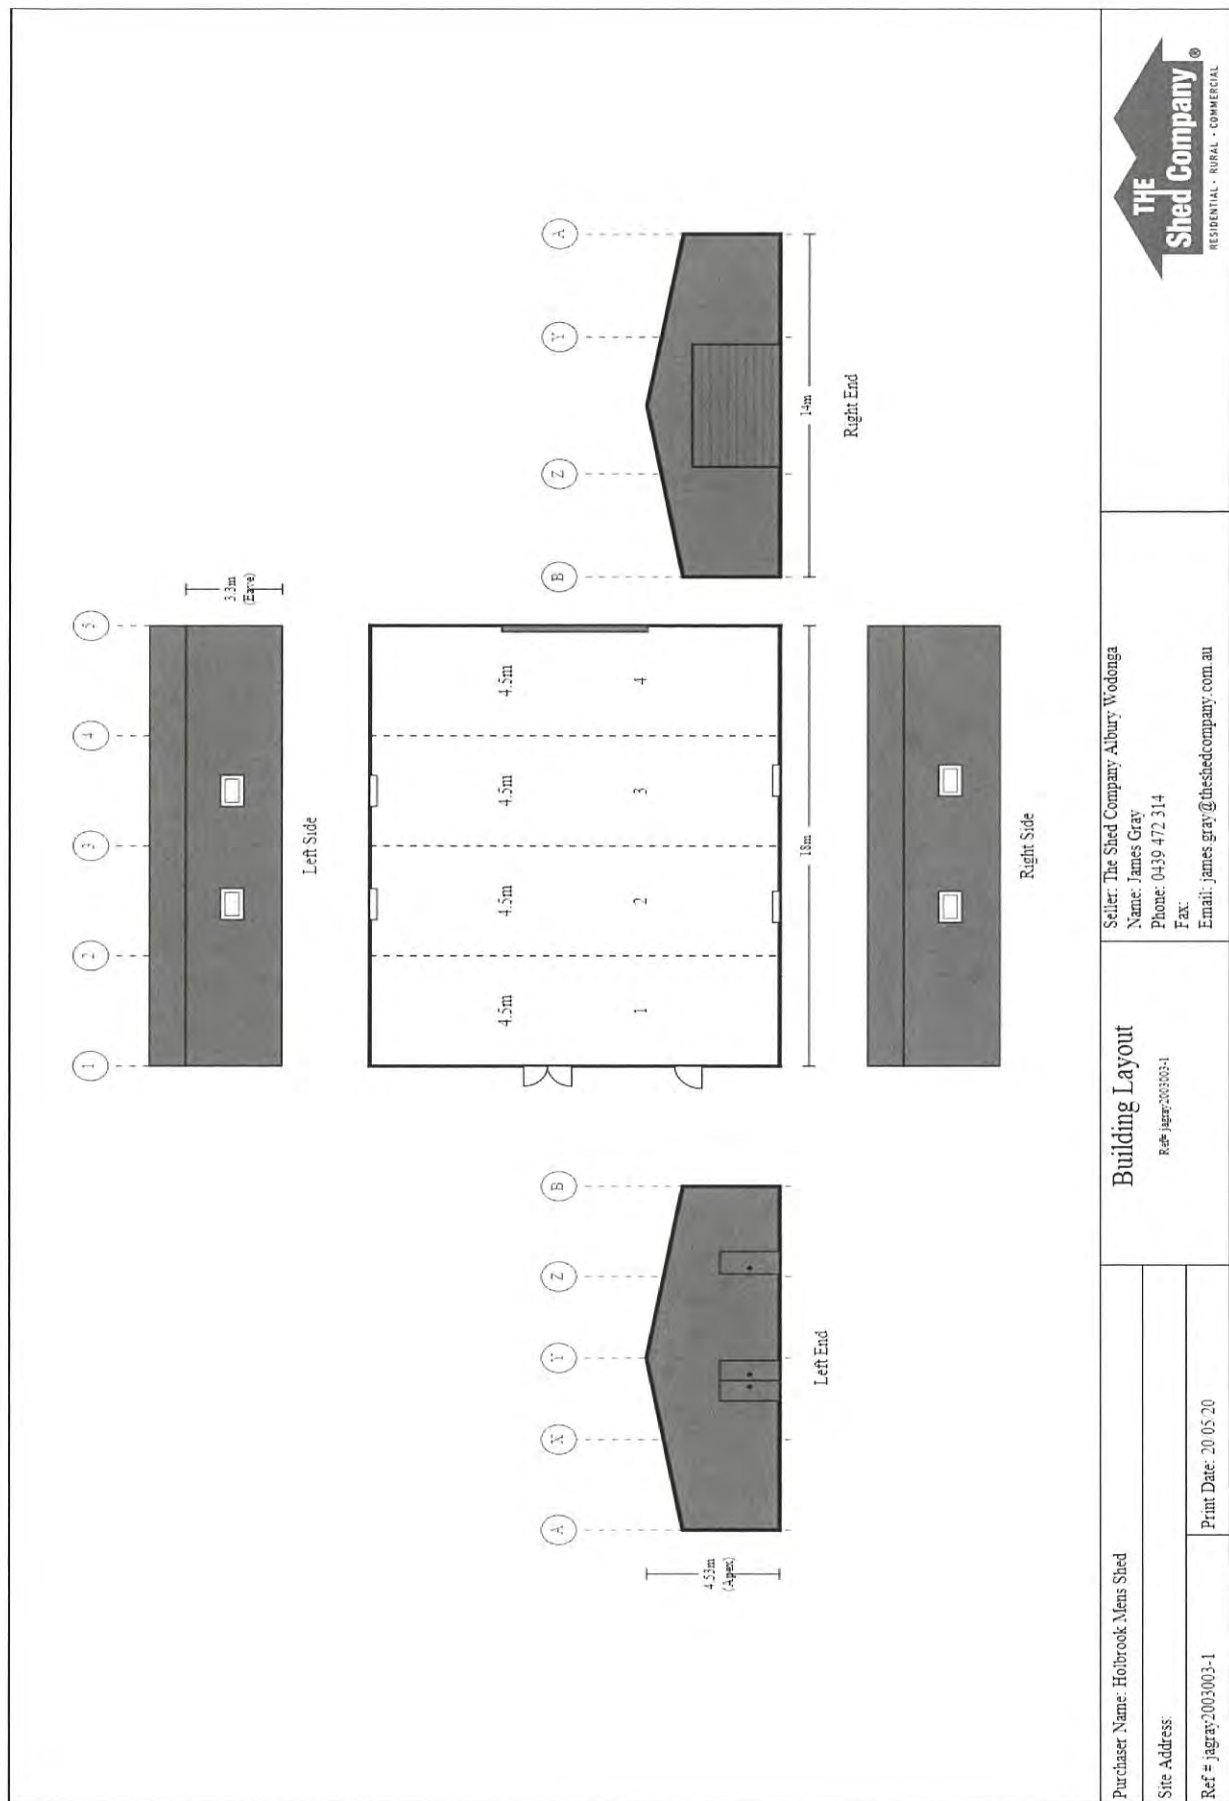 1
2
3
4
5
3.3m
(Eave)
Left Side
A
X
Y
Z
B
4.53m
(Apex)
Left End
4.5m
4.5m
4.5m
4.5m
1
2
3
4
18m
B
Z
Y
A
14m
Right End
Right Side
Purchaser Name: Holbrook Mens Shed
Site Address:
Ref # jagray2003003-1
Print Date: 20/05/20
Building Layout
Ref# jagray2003003-1
Seller: The Shed Company Albury Wodonga
Name: James Gray
Phone: 0439 472 314
Fax:
Email: james.gray@theshedcompany.com.au
THE
Shed Company ®
RESIDENTIAL · RURAL · COMMERCIAL